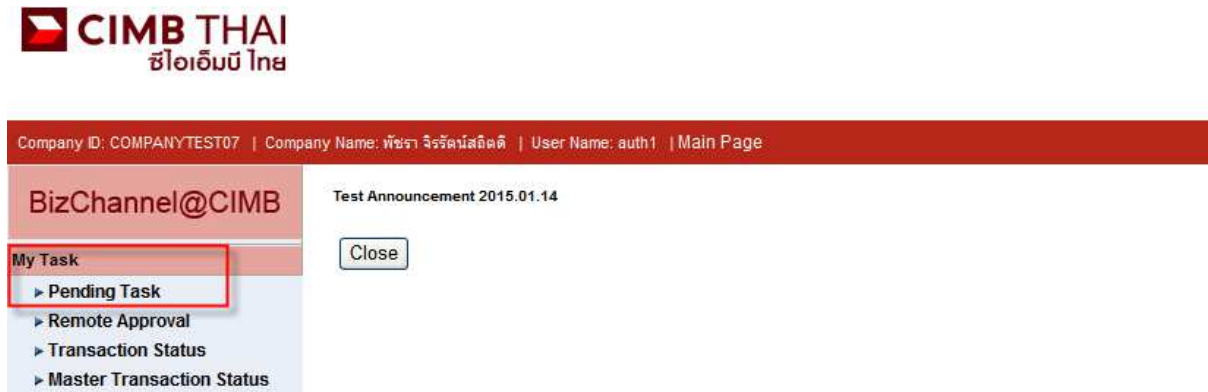 CIMB THAI
ซีไอเอ็มบี ไทย
Company ID: COMPANYTEST07 | Company Name: พัชรา จิรรัตน์สถิตดี | User Name: auth1 | Main Page
BizChannel@CIMB
Test Announcement 2015.01.14
Close
My Task
Pending Task
Remote Approval
Transaction Status
Master Transaction Status